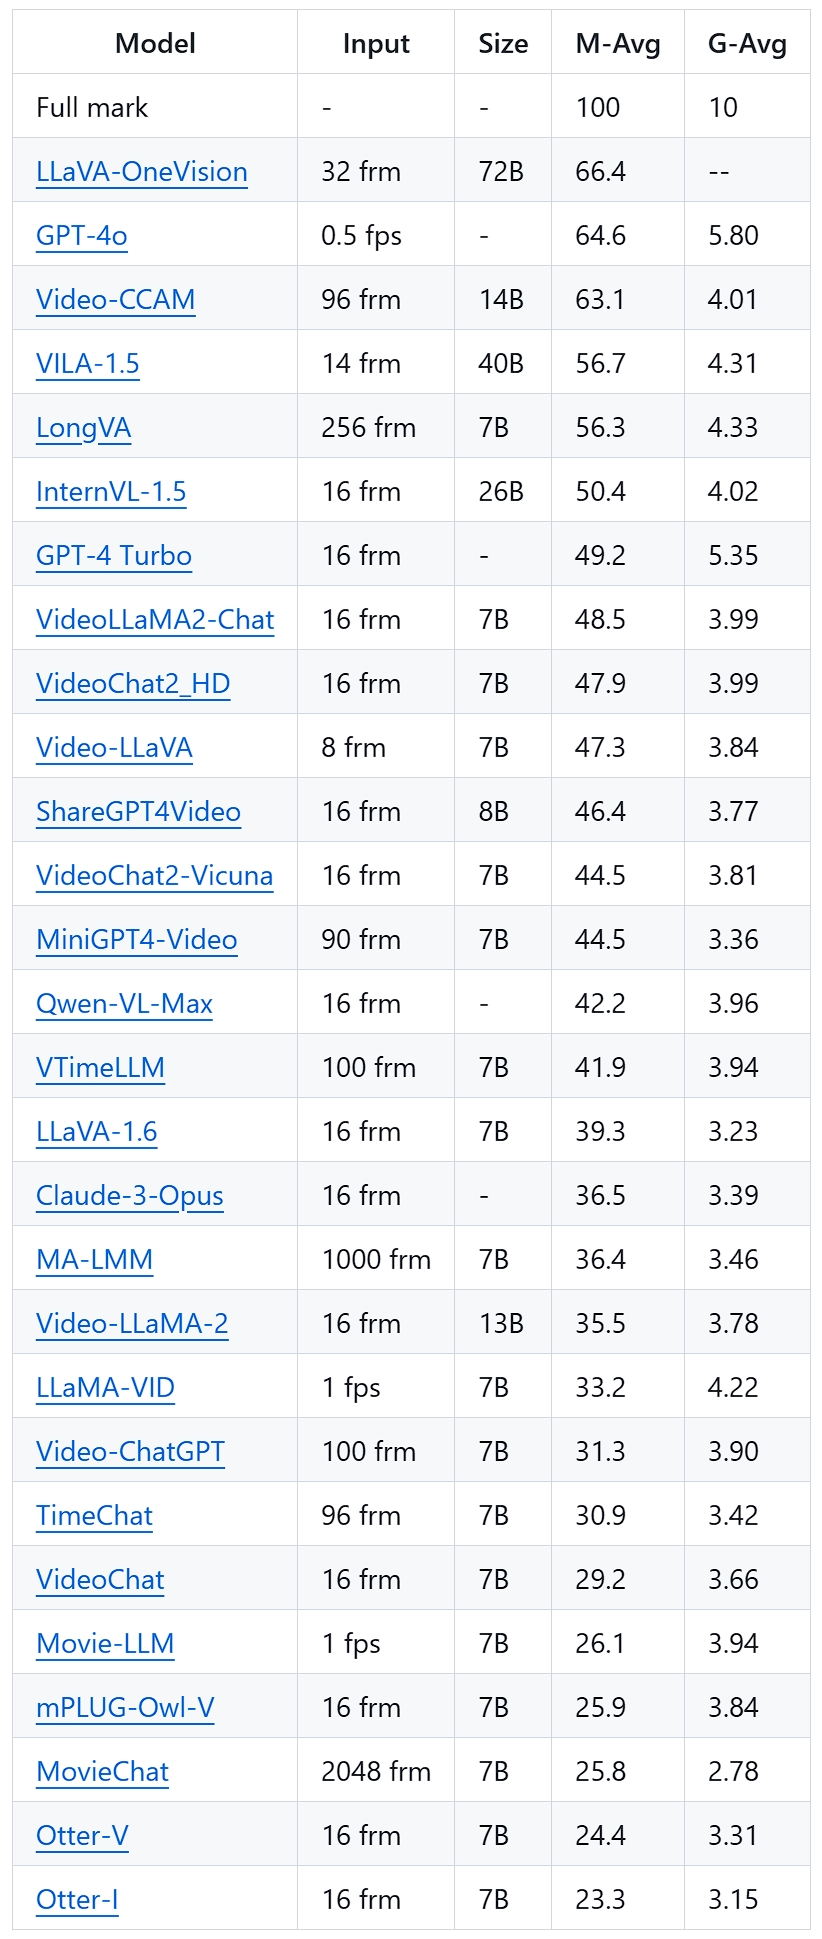 Model Input Size M-Avg G-Avg
Full mark - - 100 10
LLaVA-OneVision 32 frm 72B 66.4 --
GPT-4o 0.5 fps - 64.6 5.80
Video-CCAM 96 frm 14B 63.1 4.01
VILA-1.5 14 frm 40B 56.7 4.31
LongVA 256 frm 7B 56.3 4.33
InternVL-1.5 16 frm 26B 50.4 4.02
GPT-4 Turbo 16 frm - 49.2 5.35
VideoLLaMA2-Chat 16 frm 7B 48.5 3.99
VideoChat2_HD 16 frm 7B 47.9 3.99
Video-LLaVA 8 frm 7B 47.3 3.84
ShareGPT4Video 16 frm 8B 46.4 3.77
VideoChat2-Vicuna 16 frm 7B 44.5 3.81
MiniGPT4-Video 90 frm 7B 44.5 3.36
Qwen-VL-Max 16 frm - 42.2 3.96
VTimeLLM 100 frm 7B 41.9 3.94
LLaVA-1.6 16 frm 7B 39.3 3.23
Claude-3-Opus 16 frm - 36.5 3.39
MA-LMM 1000 frm 7B 36.4 3.46
Video-LLaMA-2 16 frm 13B 35.5 3.78
LLaMA-VID 1 fps 7B 33.2 4.22
Video-ChatGPT 100 frm 7B 31.3 3.90
TimeChat 96 frm 7B 30.9 3.42
VideoChat 16 frm 7B 29.2 3.66
Movie-LLM 1 fps 7B 26.1 3.94
mPLUG-Owl-V 16 frm 7B 25.9 3.84
MovieChat 2048 frm 7B 25.8 2.78
Otter-V 16 frm 7B 24.4 3.31
Otter-I 16 frm 7B 23.3 3.15